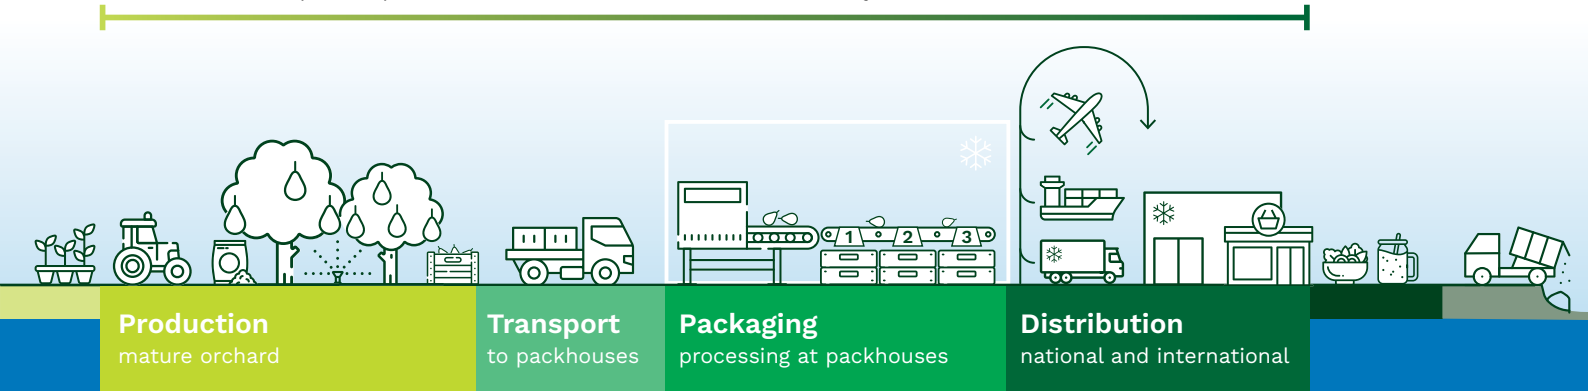 1 2 3
Production
mature orchard
Transport
to packhouses
Packaging
processing at packhouses
Distribution
national and international